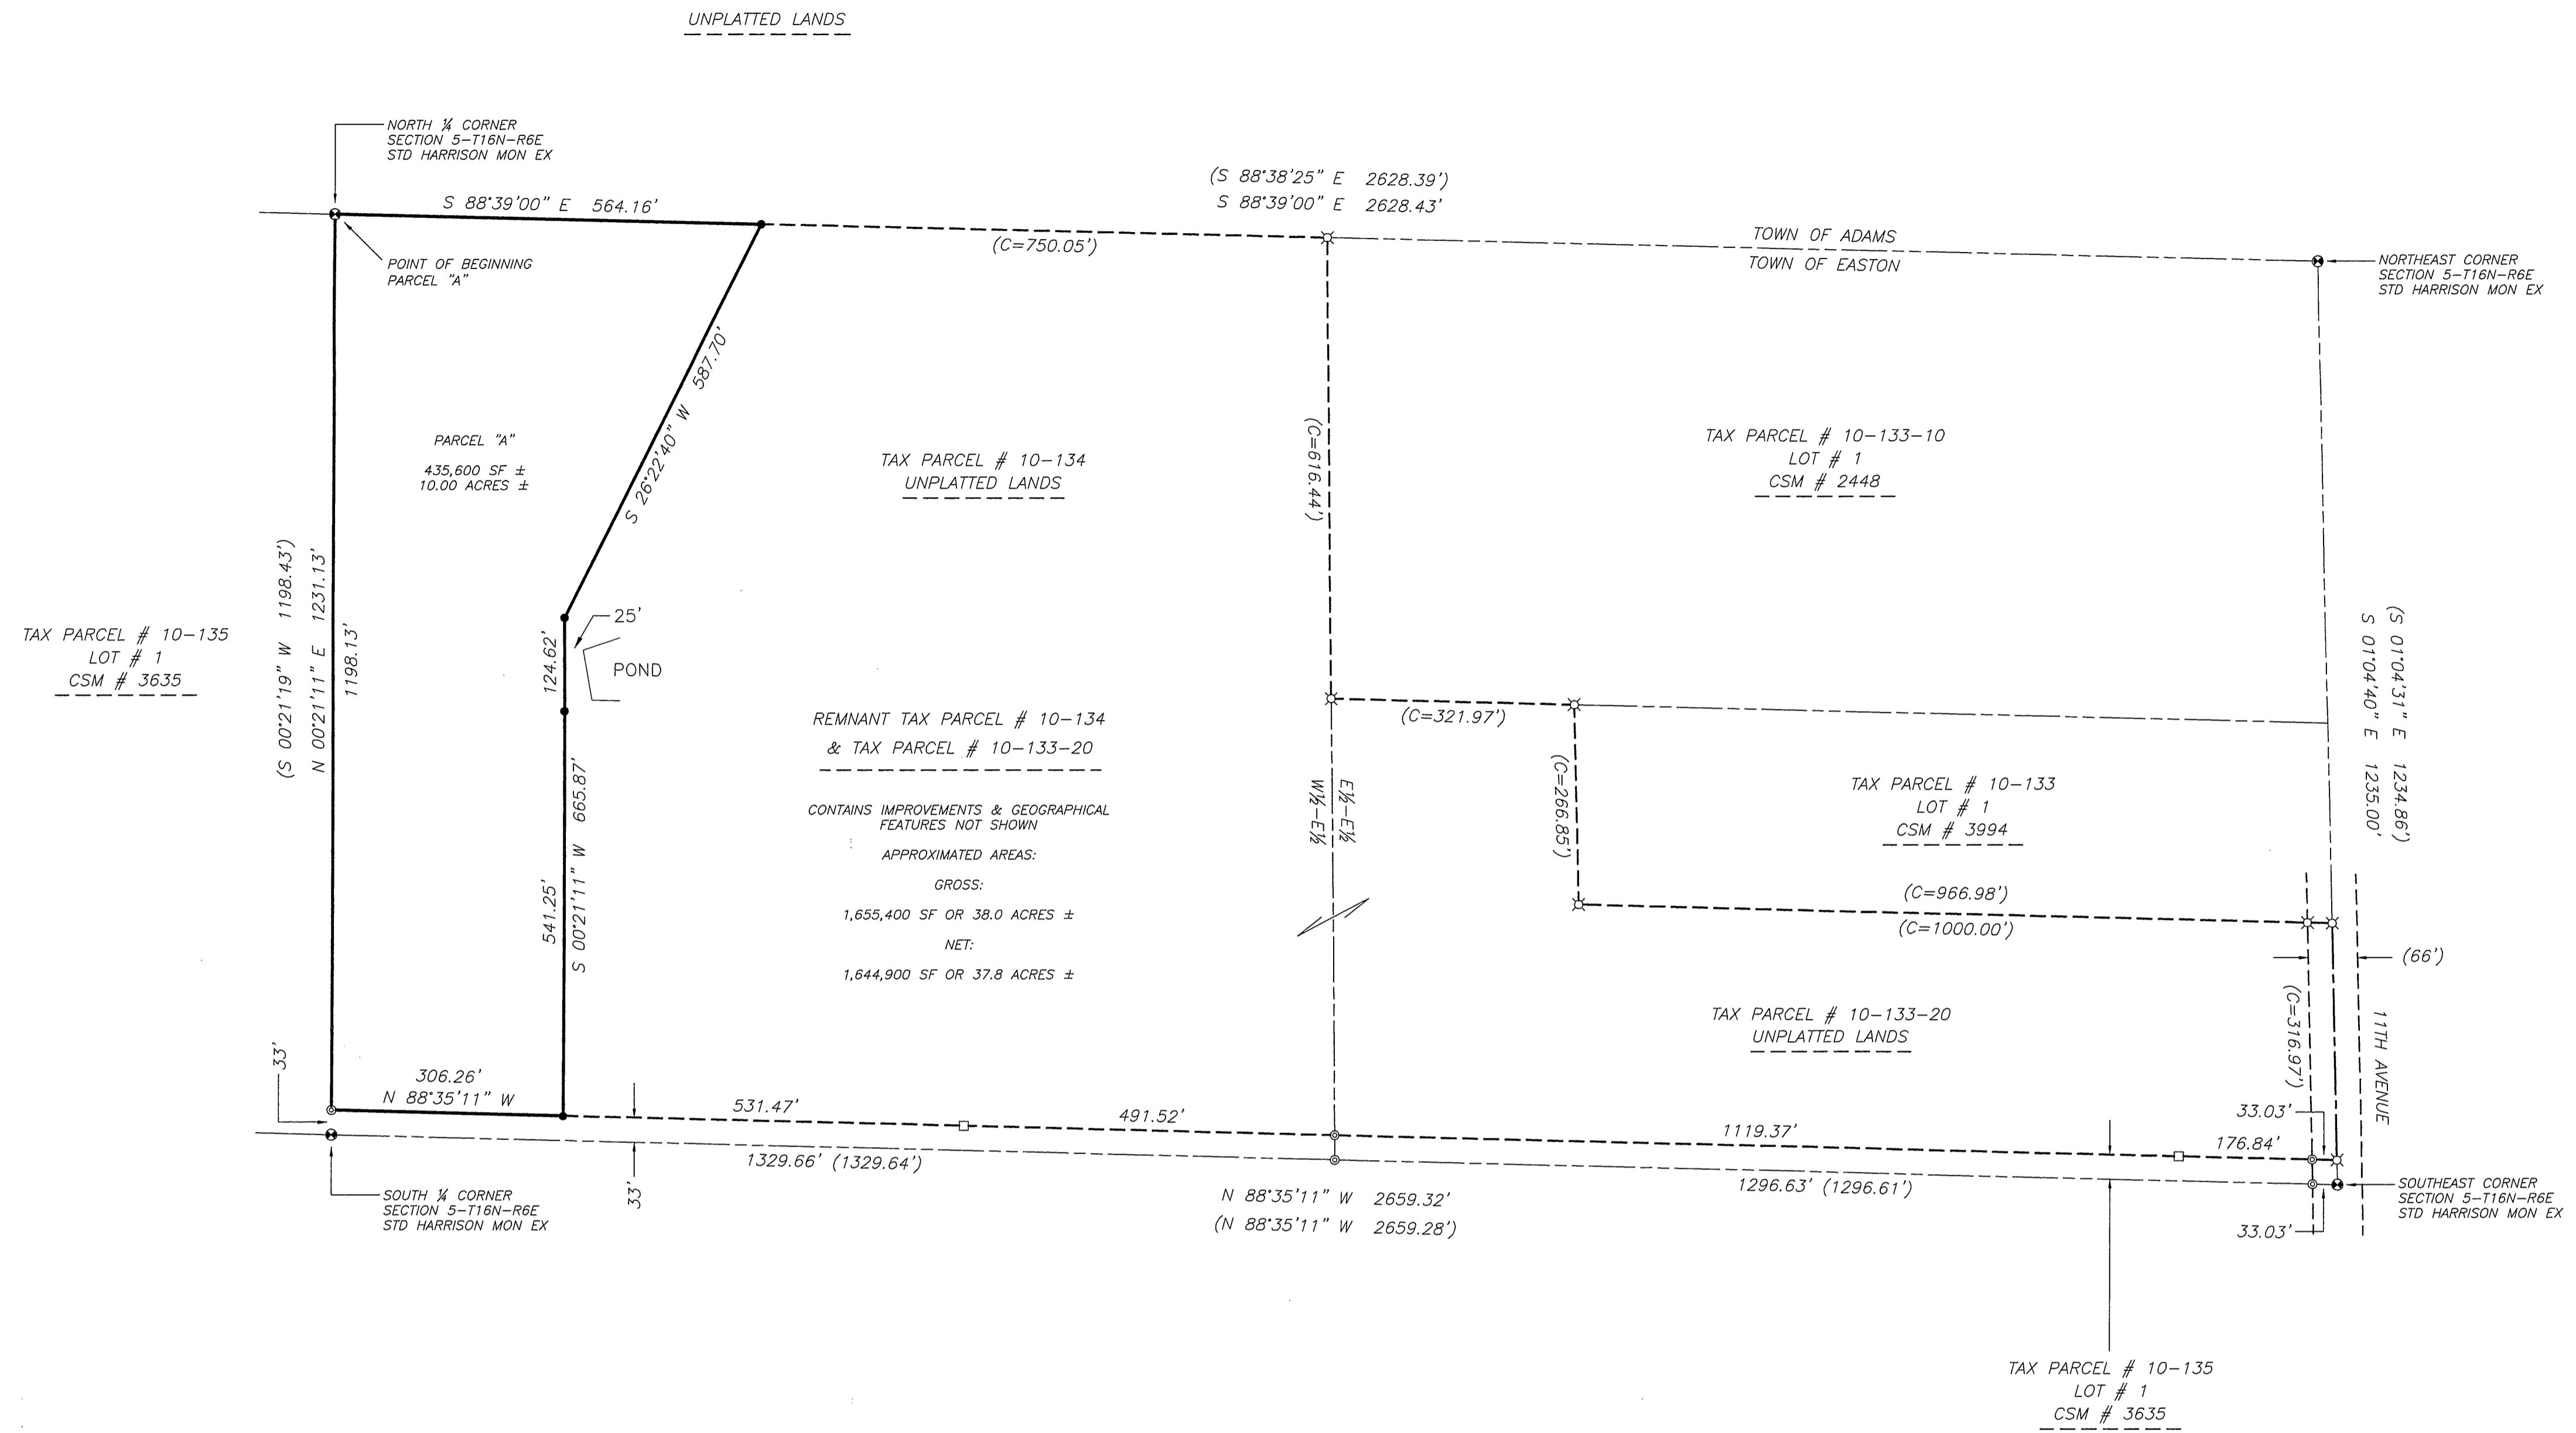 UNPLATTED LANDS
NORTH ¼ CORNER
SECTION 5-T16N-R6E
STD HARRISON MON EX
(S 88°38'25" E 2628.39')
S 88°39'00" E 2628.43'
S 88°39'00" E 564.16'
(C=750.05')
TOWN OF ADAMS
TOWN OF EASTON
NORTHEAST CORNER
SECTION 5-T16N-R6E
STD HARRISON MON EX
POINT OF BEGINNING
PARCEL "A"
S 26°22'40" W 587.70'
PARCEL "A"
435,600 SF ±
10.00 ACRES ±
TAX PARCEL # 10-134
UNPLATTED LANDS
(C=616.44')
TAX PARCEL # 10-133-10
LOT # 1
CSM # 2448
TAX PARCEL # 10-135
LOT # 1
CSM # 3635
(S 00°21'19" W 1198.43')
N 00°21'11" E 1231.13'
1198.13'
25'
124.62'
POND
REMNANT TAX PARCEL # 10-134
& TAX PARCEL # 10-133-20
CONTAINS IMPROVEMENTS & GEOGRAPHICAL
FEATURES NOT SHOWN
APPROXIMATED AREAS:
GROSS:
1,655,400 SF OR 38.0 ACRES ±
NET:
1,644,900 SF OR 37.8 ACRES ±
541.25'
S 00°21'11" W 665.87'
E½-E½
W½-E½
(C=321.97')
(C=266.85')
TAX PARCEL # 10-133
LOT # 1
CSM # 3994
(S 01°04'31" E 1234.86')
S 01°04'40" E 1235.00'
(C=966.98')
(C=1000.00')
(66')
(C=316.97')
11TH AVENUE
TAX PARCEL # 10-133-20
UNPLATTED LANDS
33'
306.26'
N 88°35'11" W
531.47'
491.52'
1119.37'
176.84'
33.03'
1329.66' (1329.64')
33'
1296.63' (1296.61')
N 88°35'11" W 2659.32'
(N 88°35'11" W 2659.28')
33.03'
SOUTH ¼ CORNER
SECTION 5-T16N-R6E
STD HARRISON MON EX
SOUTHEAST CORNER
SECTION 5-T16N-R6E
STD HARRISON MON EX
TAX PARCEL # 10-135
LOT # 1
CSM # 3635